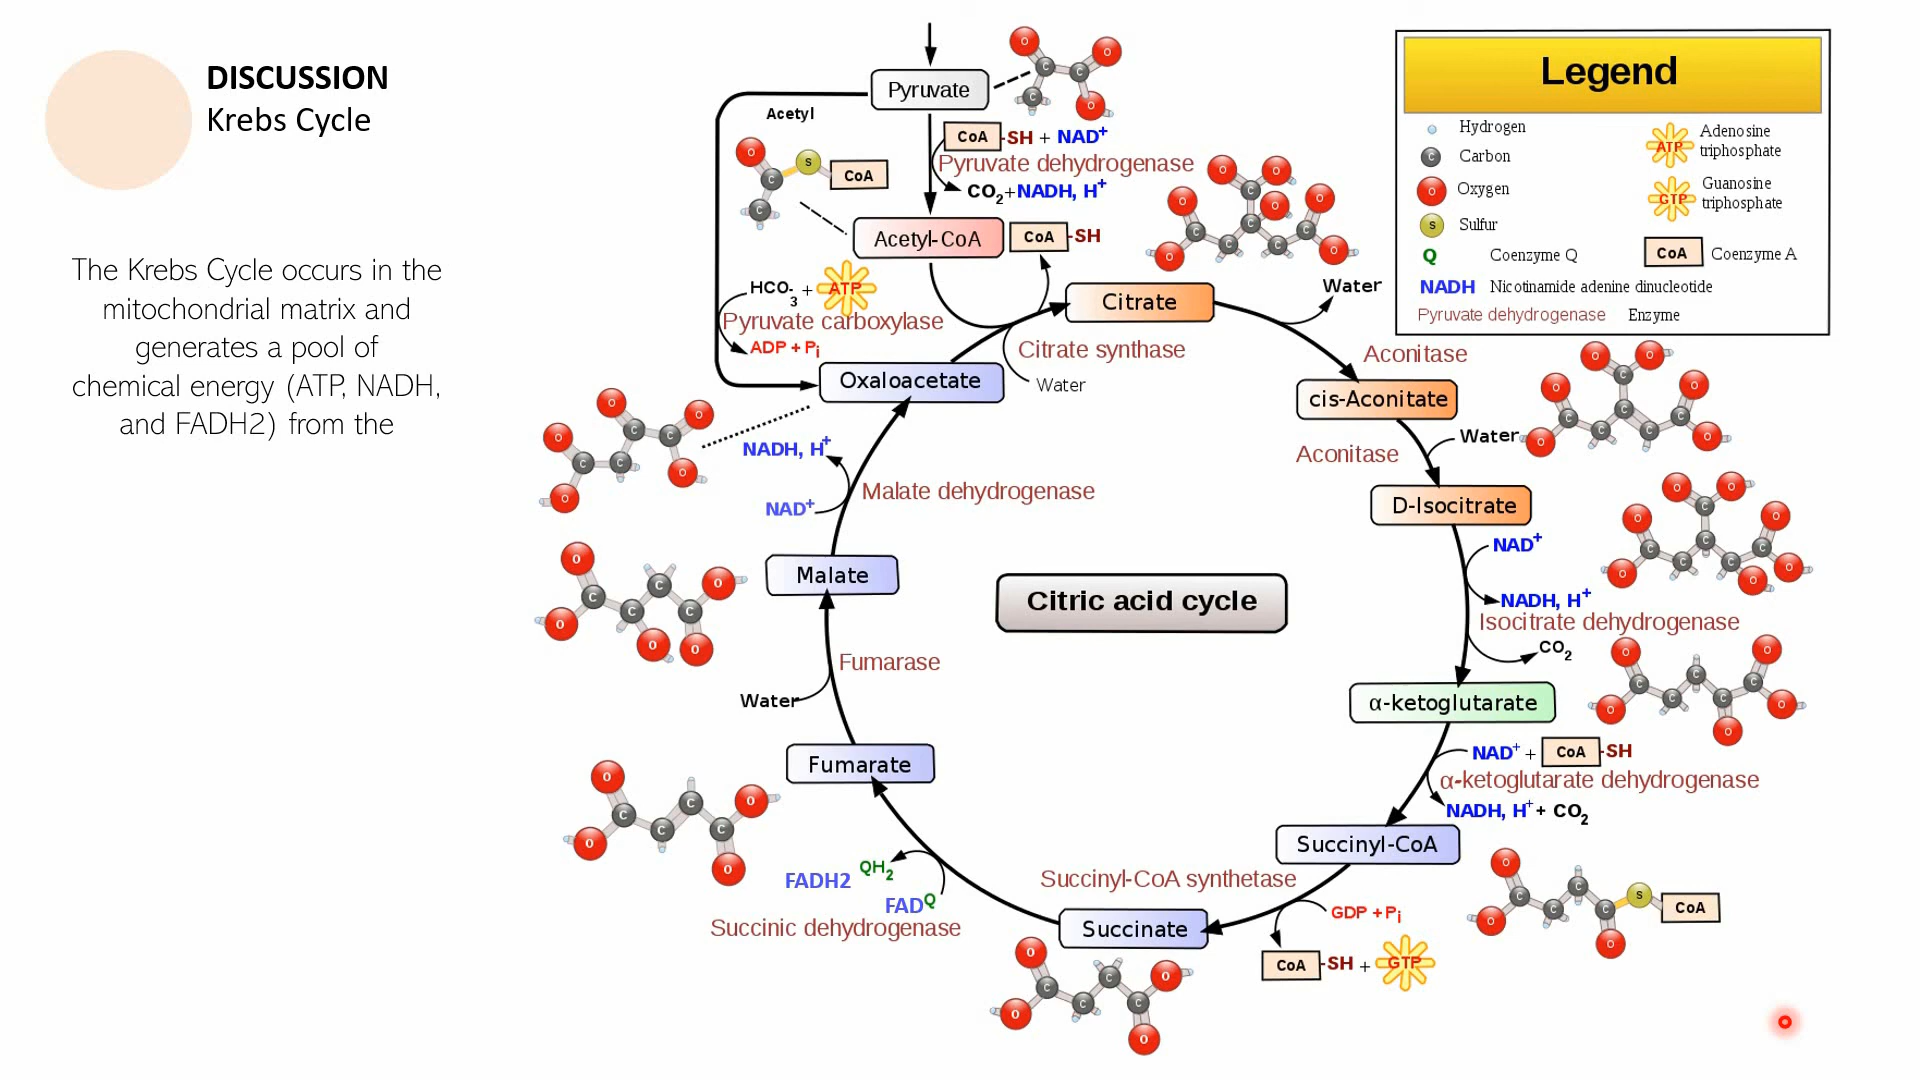 DISCUSSION
Krebs Cycle
The Krebs Cycle occurs in the
mitochondrial matrix and
generates a pool of
chemical energy (ATP, NADH,
and FADH2) from the
Pyruvate
Acetyl
CoA -SH + NAD+
Pyruvate dehydrogenase
CO2+NADH, H+
S CoA
Acetyl-CoA
CoA -SH
HCO3- + ATP
Pyruvate carboxylase
ADP + Pi
Citrate
Water
Citrate synthase
Water
Oxaloacetate
Aconitase
cis-Aconitate
Water
Aconitase
D-Isocitrate
NAD+
NADH, H+
Isocitrate dehydrogenase
CO2
α-ketoglutarate
NAD+ + CoA -SH
α-ketoglutarate dehydrogenase
NADH, H+ + CO2
Succinyl-CoA
S CoA
Succinyl-CoA synthetase
GDP + Pi
CoA -SH + GTP
Succinate
FADH2 QH2
FAD Q
Succinic dehydrogenase
Fumarate
Water
Fumarase
Malate
NADH, H+
NAD+
Malate dehydrogenase
Citric acid cycle
Legend
Hydrogen
C Carbon
O Oxygen
S Sulfur
Q Coenzyme Q
NADH Nicotinamide adenine dinucleotide
Pyruvate dehydrogenase Enzyme
ATP Adenosine
triphosphate
GTP Guanosine
triphosphate
CoA Coenzyme A